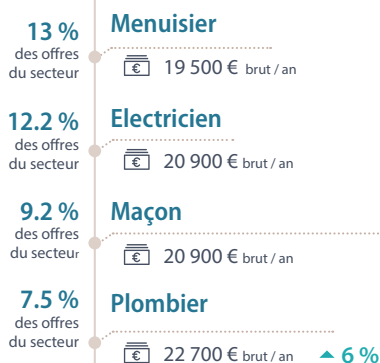 13 %
des offres
du secteur
Menuisier
€ 19 500 € brut / an
12.2 %
des offres
du secteur
Electricien
€ 20 900 € brut / an
9.2 %
des offres
du secteur
Maçon
€ 20 900 € brut / an
7.5 %
des offres
du secteur
Plombier
€ 22 700 € brut / an 6 %